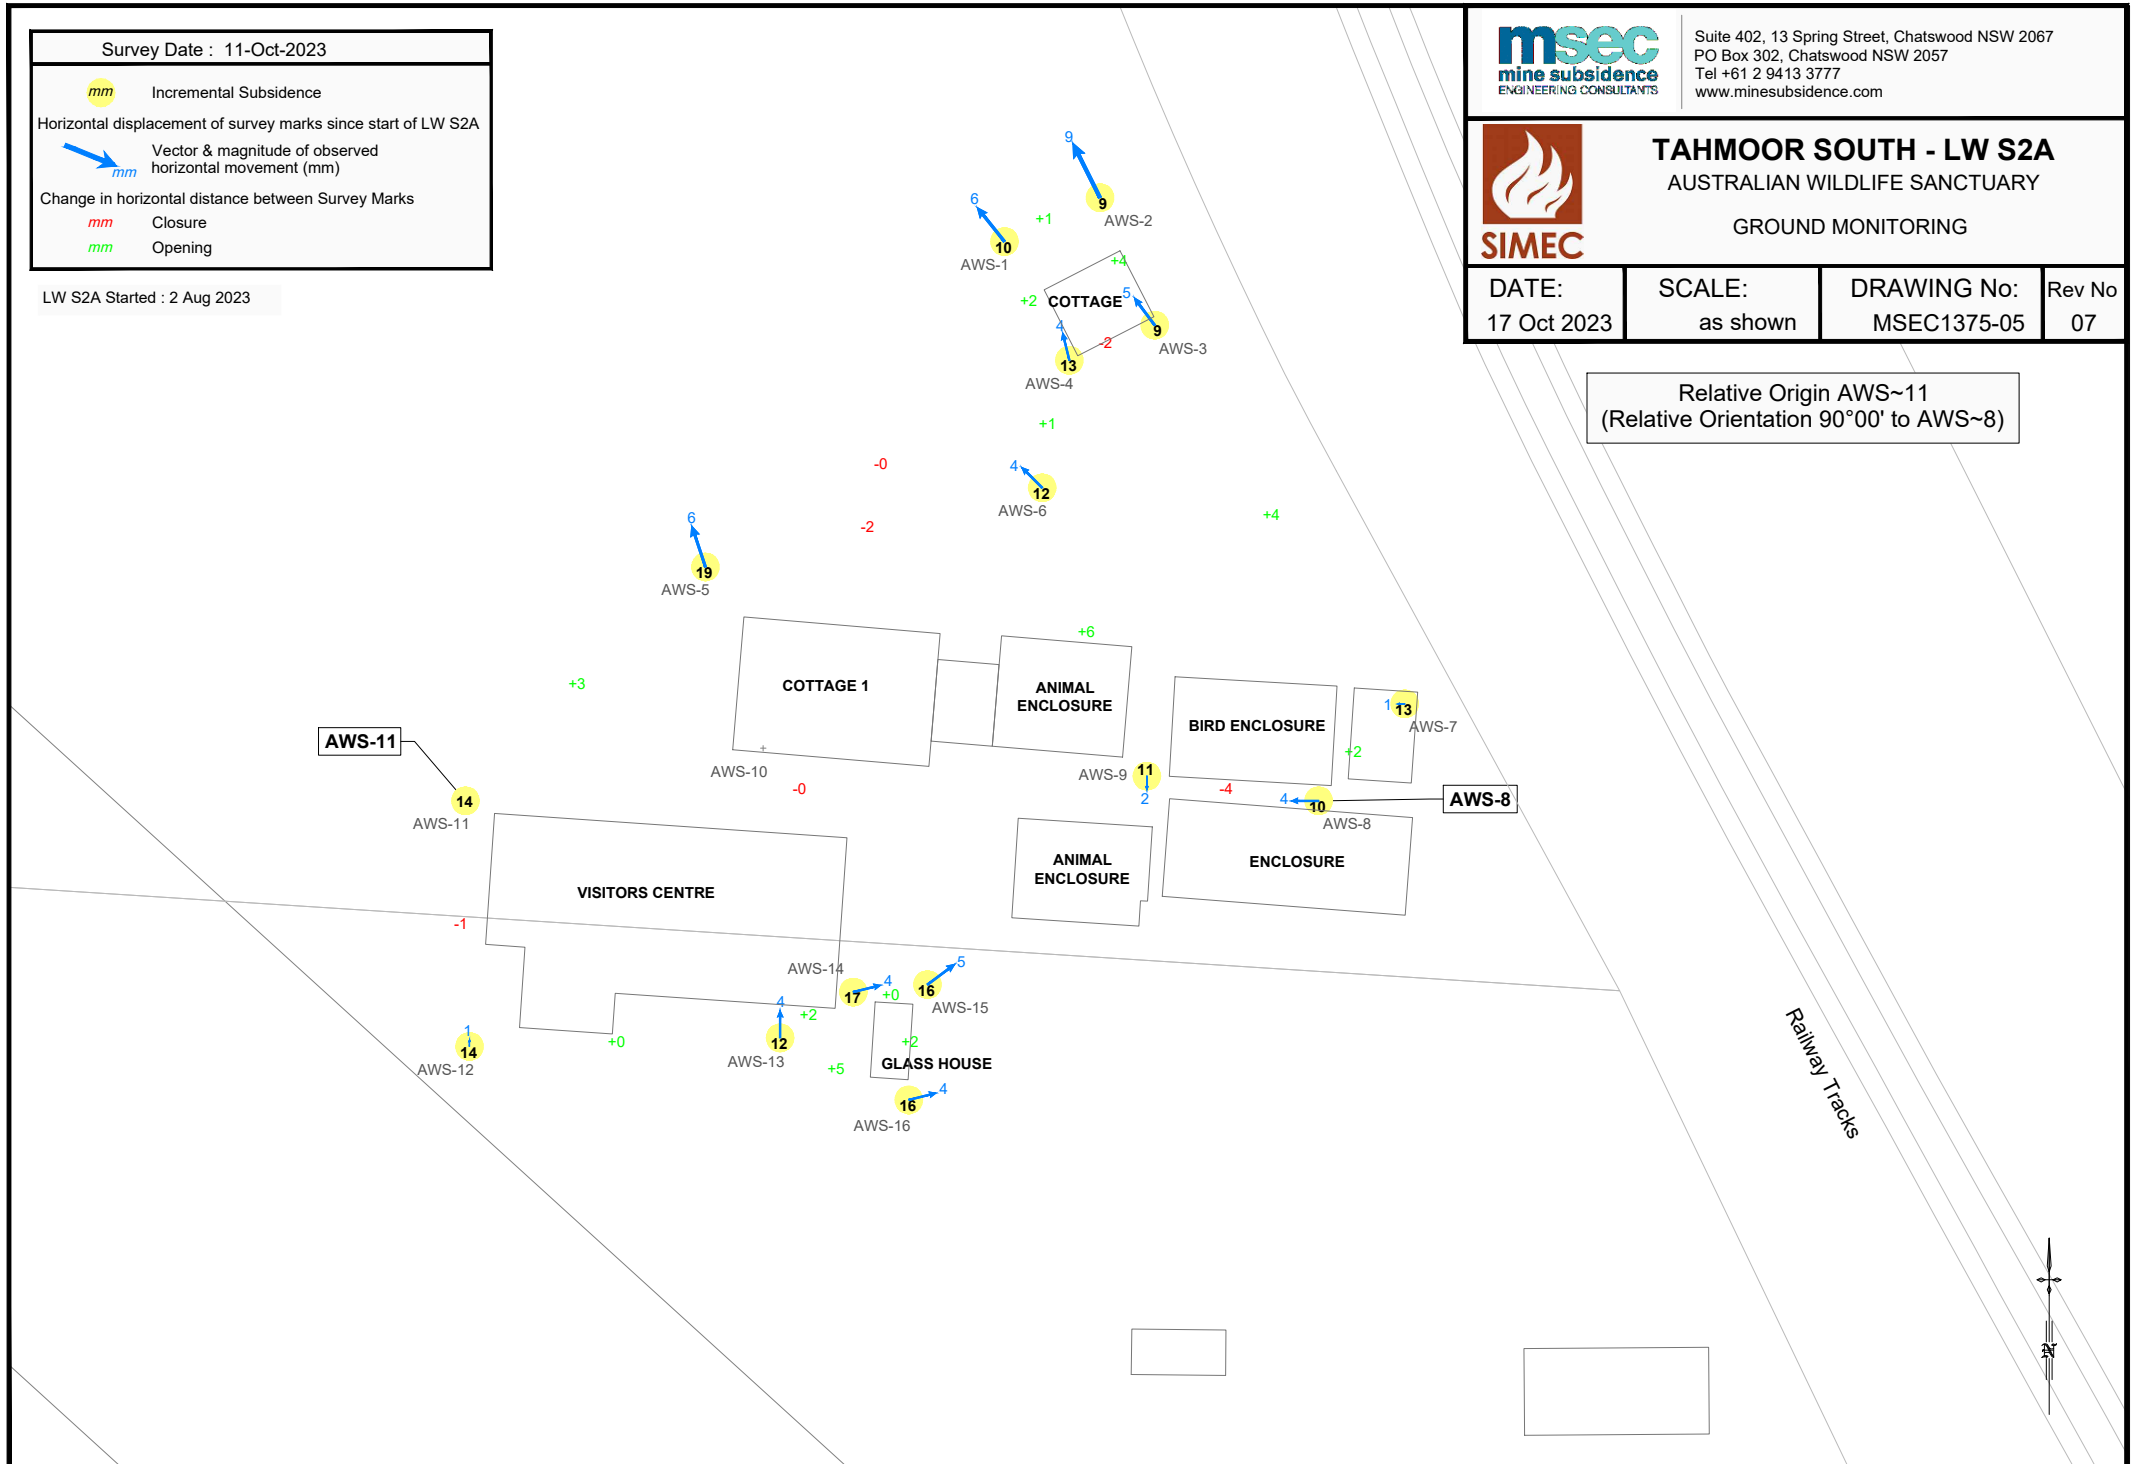 Survey Date : 11-Oct-2023
mm Incremental Subsidence
Horizontal displacement of survey marks since start of LW S2A
Vector & magnitude of observed
mm horizontal movement (mm)
Change in horizontal distance between Survey Marks
mm Closure
mm Opening
LW S2A Started : 2 Aug 2023
msec
mine subsidence
ENGINEERING CONSULTANTS
Suite 402, 13 Spring Street, Chatswood NSW 2067
PO Box 302, Chatswood NSW 2057
Tel +61 2 9413 3777
www.minesubsidence.com
SIMEC
TAHMOOR SOUTH - LW S2A
AUSTRALIAN WILDLIFE SANCTUARY
GROUND MONITORING
DATE:
17 Oct 2023
SCALE:
as shown
DRAWING No:
MSEC1375-05
Rev No
07
Relative Origin AWS~11
(Relative Orientation 90°00' to AWS~8)
9
9
AWS-2
6
+1
10
AWS-1
+4
+2
COTTAGE
5
4
9
-2
AWS-3
13
AWS-4
+1
-0
4
12
AWS-6
+4
6
-2
19
AWS-5
+6
+3
COTTAGE 1
ANIMAL
ENCLOSURE
BIRD ENCLOSURE
1
13
AWS-7
+2
AWS-11
AWS-10
AWS-9
11
2
-0
-4
4
10
AWS-8
AWS-8
14
AWS-11
VISITORS CENTRE
ANIMAL
ENCLOSURE
ENCLOSURE
-1
AWS-14
4
17
+0
5
16
AWS-15
4
+2
12
AWS-13
+0
1
14
AWS-12
+2
+5
GLASS HOUSE
4
16
AWS-16
Railway Tracks
N